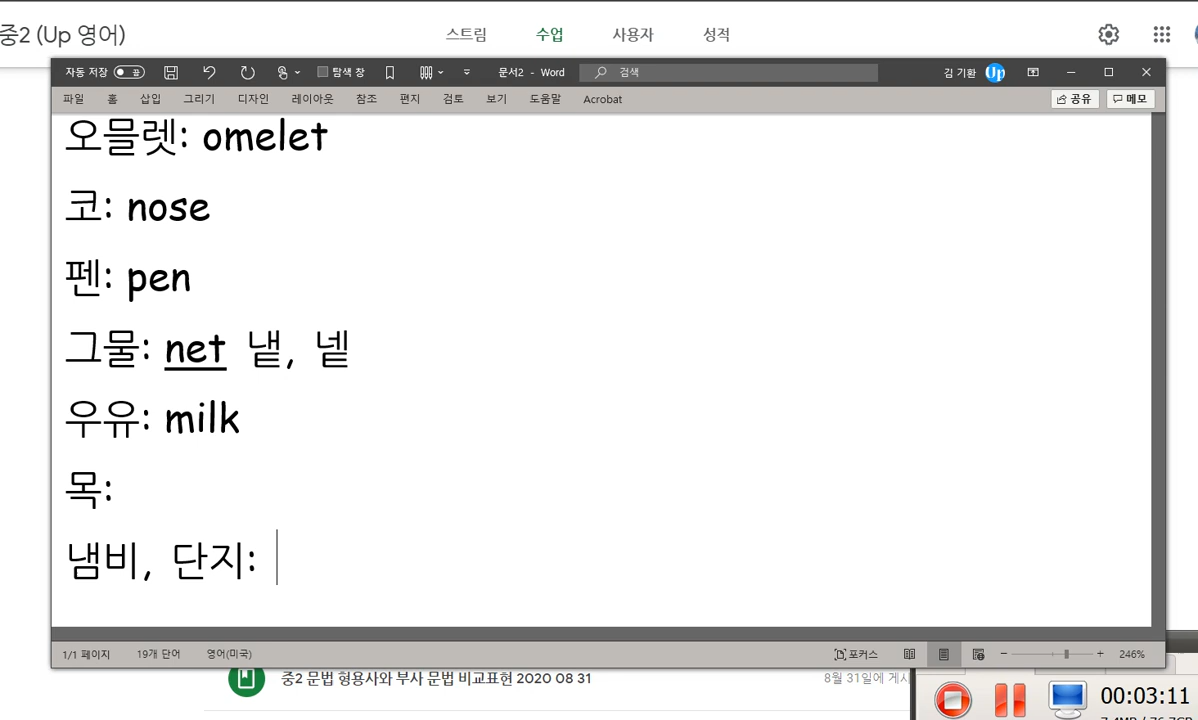 중2 (Up 영어)
스트림 수업 사용자 성적
자동 저장 탐색 창 문서2 - Word 검색 김 기환 Up
파일 홈 삽입 그리기 디자인 레이아웃 참조 편지 검토 보기 도움말 Acrobat 공유 메모
오믈렛: omelet
코: nose
펜: pen
그물: net 냍, 넽
우유: milk
목:
냄비, 단지:
1/1 페이지 19개 단어 영어(미국) 포커스 246%
중2 문법 형용사와 부사 문법 비교표현 2020 08 31 8월 31일에 게시
00:03:11